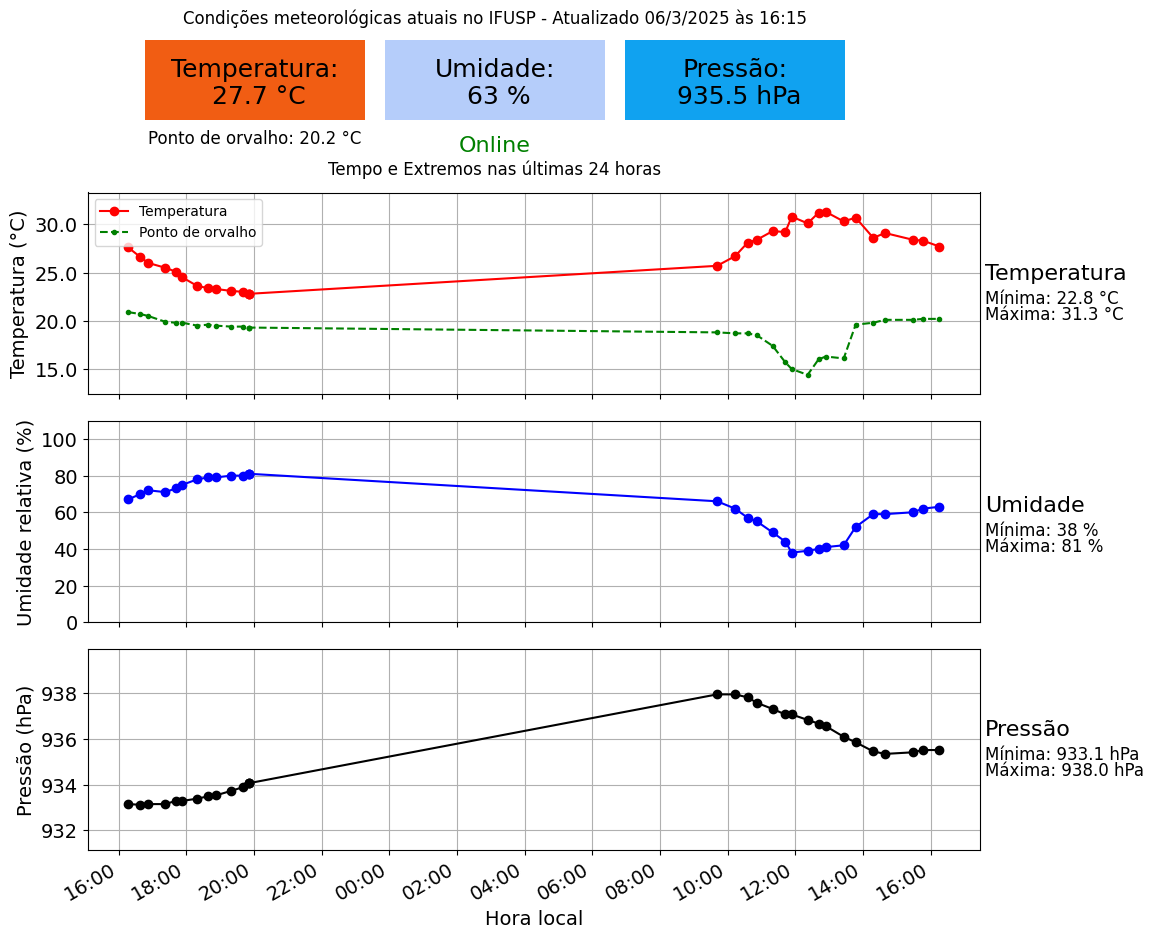 Condições meteorológicas atuais no IFUSP - Atualizado 06/3/2025 às 16:15
Temperatura:
27.7 °C
Umidade:
63 %
Pressão:
935.5 hPa
Ponto de orvalho: 20.2 °C
Online
Tempo e Extremos nas últimas 24 horas
Temperatura (°C)
30.0
25.0
20.0
15.0
Temperatura
Ponto de orvalho
Temperatura
Mínima: 22.8 °C
Máxima: 31.3 °C
Umidade relativa (%)
100
80
60
40
20
0
Umidade
Mínima: 38 %
Máxima: 81 %
Pressão (hPa)
938
936
934
932
Pressão
Mínima: 933.1 hPa
Máxima: 938.0 hPa
16:00
18:00
20:00
22:00
00:00
02:00
04:00
06:00
08:00
10:00
12:00
14:00
16:00
Hora local